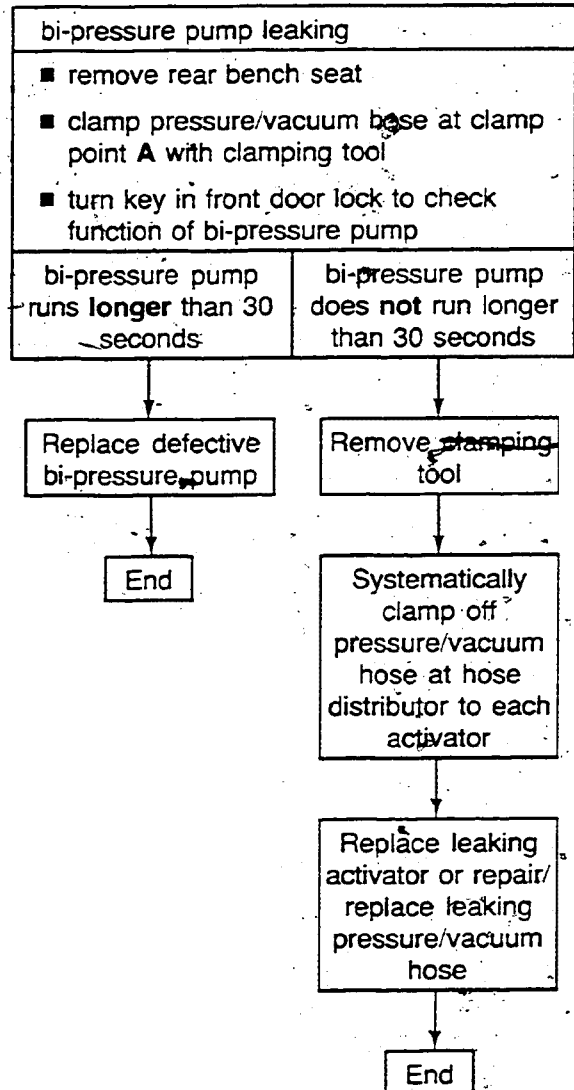 bi-pressure pump leaking
■ remove rear bench seat
■ clamp pressure/vacuum base at clamp
point A with clamping tool
■ turn key in front door lock to check
function of bi-pressure pump
bi-pressure pump
runs longer than 30
seconds
bi-pressure pump
does not run longer
than 30 seconds
Replace defective
bi-pressure pump
End
Remove clamping
tool
Systematically
clamp off
pressure/vacuum
hose at hose
distributor to each
activator
Replace leaking
activator or repair/
replace leaking
pressure/vacuum
hose
End